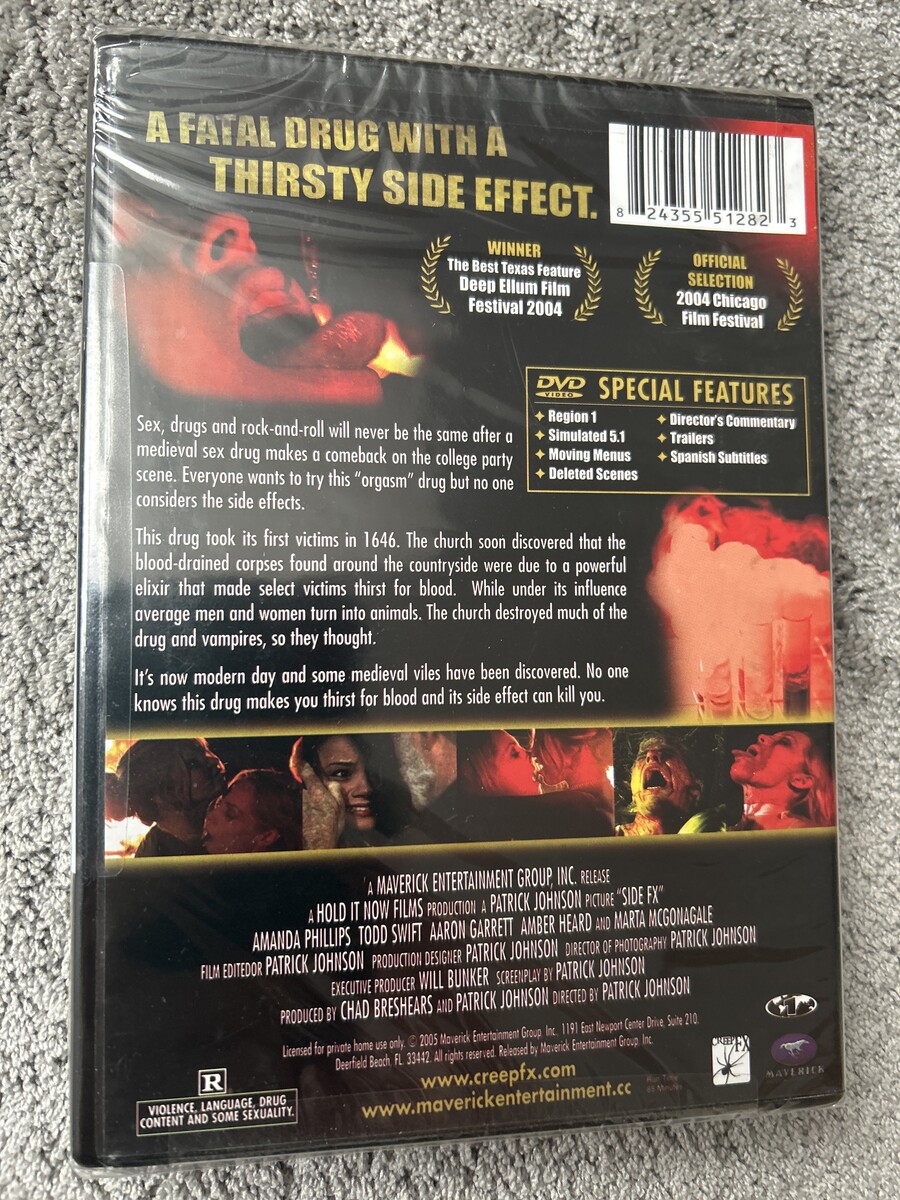 A FATAL DRUG WITH A
THIRSTY SIDE EFFECT.
8 24355 51282 3
WINNER
The Best Texas Feature
Deep Ellum Film
Festival 2004
OFFICIAL
SELECTION
2004 Chicago
Film Festival
DVD VIDEO SPECIAL FEATURES
Region 1
Simulated 5.1
Moving Menus
Deleted Scenes
Director's Commentary
Trailers
Spanish Subtitles
Sex, drugs and rock-and-roll will never be the same after a
medieval sex drug makes a comeback on the college party
scene. Everyone wants to try this "orgasm" drug but no one
considers the side effects.
This drug took its first victims in 1646. The church soon discovered that the
blood-drained corpses found around the countryside were due to a powerful
elixir that made select victims thirst for blood. While under its influence
average men and women turn into animals. The church destroyed much of the
drug and vampires, so they thought.
It's now modern day and some medieval viles have been discovered. No one
knows this drug makes you thirst for blood and its side effect can kill you.
A MAVERICK ENTERTAINMENT GROUP, INC. RELEASE
A HOLD IT NOW FILMS PRODUCTION A PATRICK JOHNSON PICTURE "SIDE FX"
AMANDA PHILLIPS TODD SWIFT AARON GARRETT AMBER HEARD AND MARTA MCGONAGALE
FILM EDITEDOR PATRICK JOHNSON PRODUCTION DESIGNER PATRICK JOHNSON DIRECTOR OF PHOTOGRAPHY PATRICK JOHNSON
EXECUTIVE PRODUCER WILL BUNKER SCREENPLAY BY PATRICK JOHNSON
PRODUCED BY CHAD BRESHEARS AND PATRICK JOHNSON DIRECTED BY PATRICK JOHNSON
Licensed for private home use only. © 2005 Maverick Entertainment Group, Inc. 1191 East Newport Center Drive, Suite 210,
Deerfield Beach, FL. 33442. All rights reserved. Released by Maverick Entertainment Group Inc.
www.creepfx.com
www.maverickentertainment.cc
R
VIOLENCE, LANGUAGE, DRUG
CONTENT AND SOME SEXUALITY.
1
CREEPFX
MAVERICK